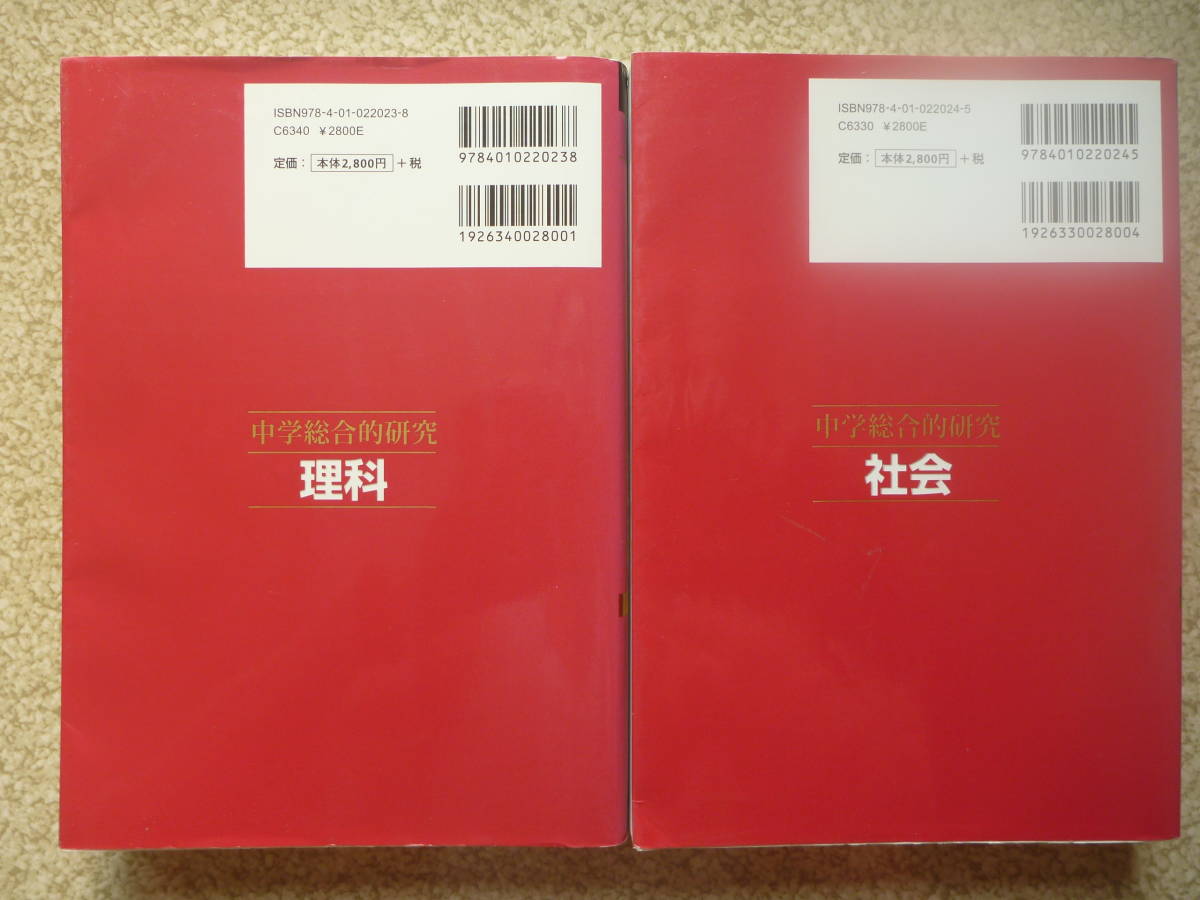 ISBN978-4-01-022023-8
C6340 ¥2800E
定価： 本体2,800円 +税
9784010220238
1926340028001
中学総合的研究
理科
ISBN978-4-01-022024-5
C6330 ¥2800E
定価： 本体2,800円 +税
9784010220245
1926330028004
中学総合的研究
社会